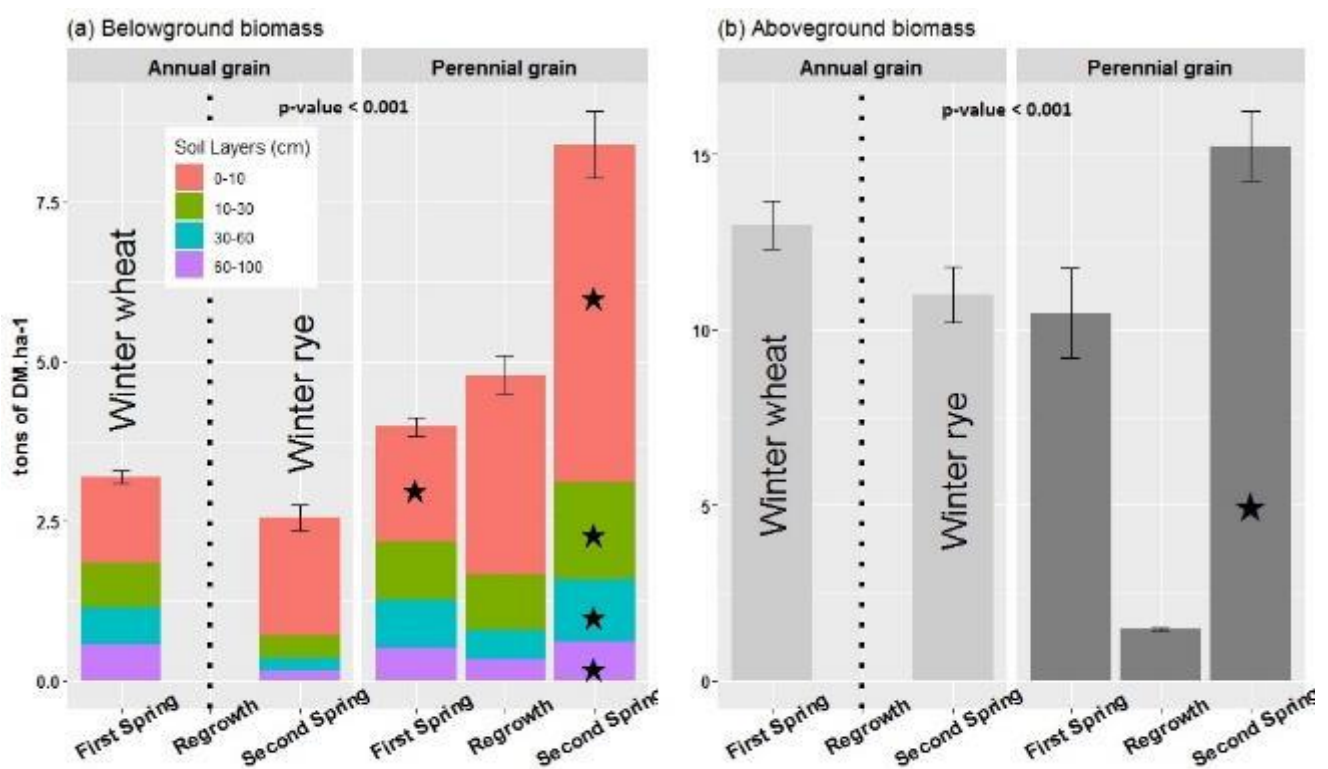 (a) Belowground biomass
Annual grain
Perennial grain
p-value < 0.001
Soil Layers (cm)
0-10
10-30
30-60
60-100
7.5
5.0
2.5
0.0
tons of DM.ha-1
Winter wheat
Winter rye
First Spring
Regrowth
Second Spring
First Spring
Regrowth
Second Spring
(b) Aboveground biomass
Annual grain
Perennial grain
p-value < 0.001
15
10
5
0
Winter wheat
Winter rye
First Spring
Regrowth
Second Spring
First Spring
Regrowth
Second Spring